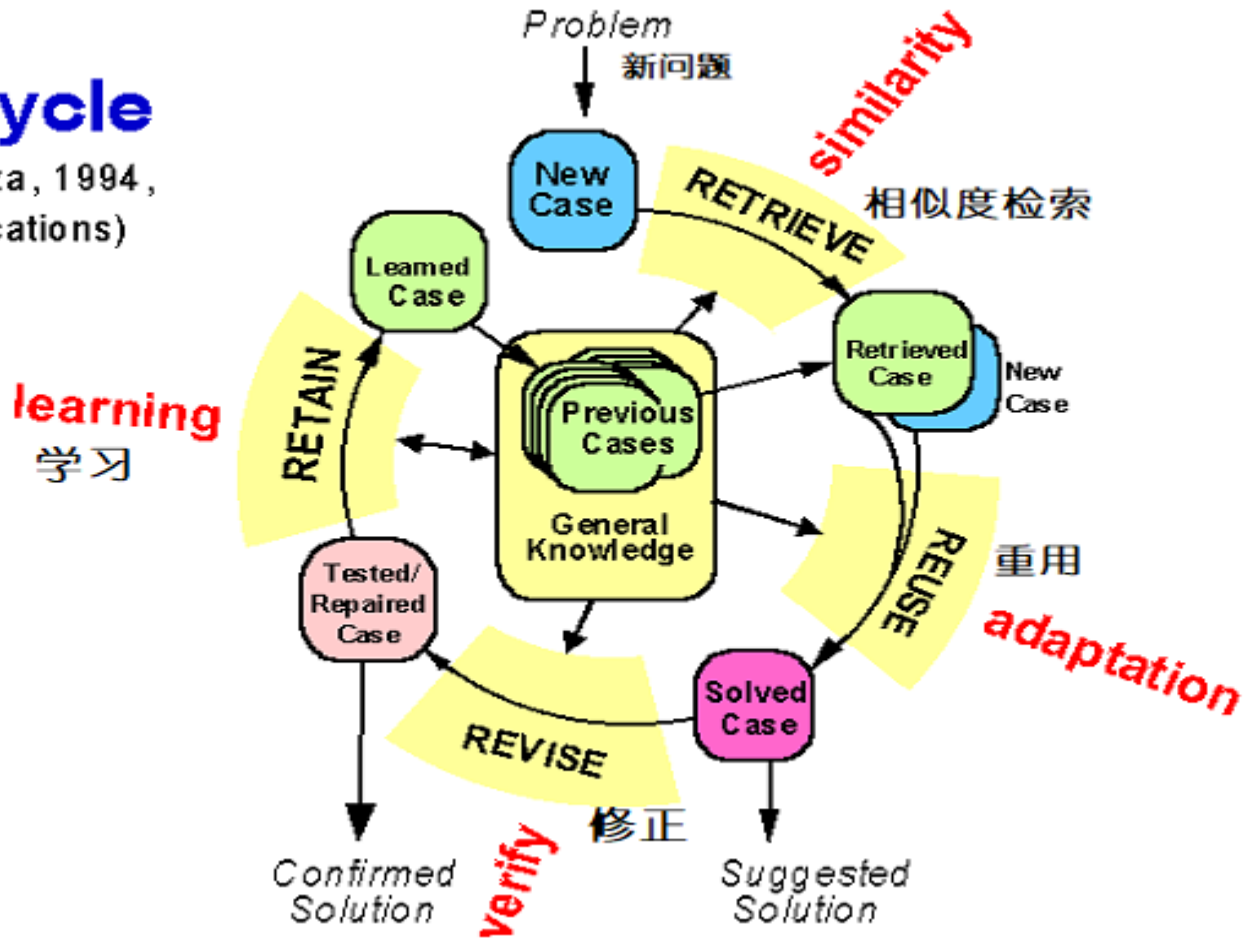 Problem
新问题
similarity
ycle
za, 1994,
cations)
New
Case
RETRIEVE
相似度检索
Learned
Case
Retrieved
Case
New
Case
RETAIN
learning
学习
Previous
Cases
General
Knowledge
REUSE
重用
adaptation
Tested/
Repaired
Case
Solved
Case
REVISE
修正
verify
Confirmed
Solution
Suggested
Solution